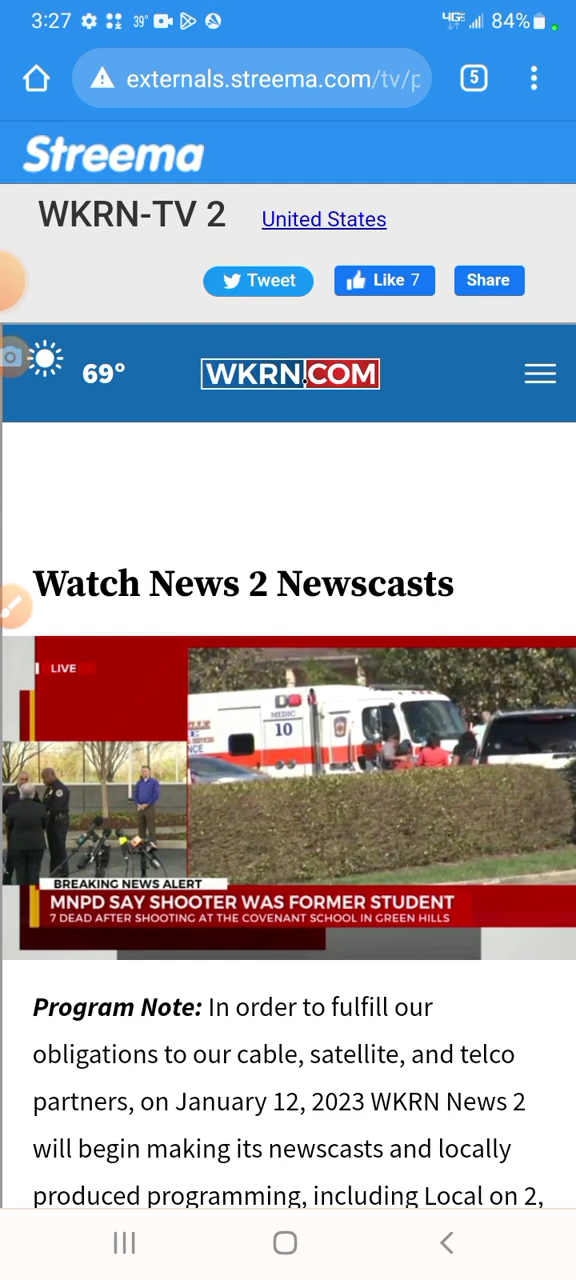 3:27 39° 4GE 84%
externals.streema.com/tv/p 5
Streema
WKRN-TV 2 United States
Tweet Like 7 Share
69° WKRN.COM
Watch News 2 Newscasts
LIVE
MEDIC
10
NCE
BREAKING NEWS ALERT
MNPD SAY SHOOTER WAS FORMER STUDENT
7 DEAD AFTER SHOOTING AT THE COVENANT SCHOOL IN GREEN HILLS
Program Note: In order to fulfill our
obligations to our cable, satellite, and telco
partners, on January 12, 2023 WKRN News 2
will begin making its newscasts and locally
produced programming, including Local on 2,